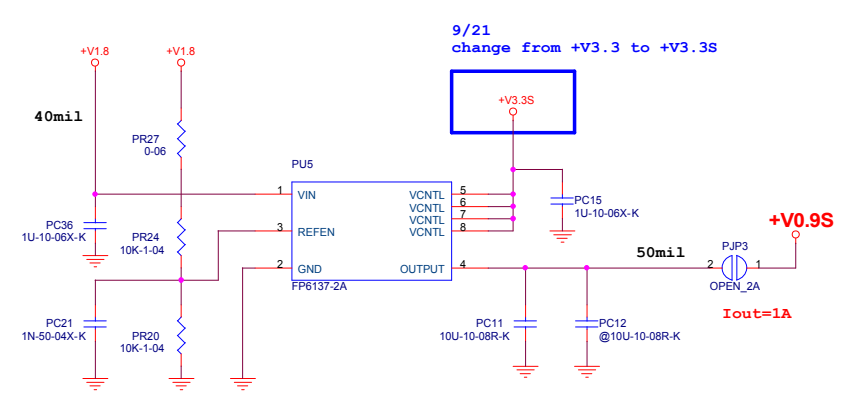 9/21
change from +V3.3 to +V3.3S
+V1.8
+V1.8
+V3.3S
40mil
PR27
0-06
PU5
1
VIN
VCNTL
5
VCNTL
6
VCNTL
7
VCNTL
8
PC15
1U-10-06X-K
PC36
1U-10-06X-K
PR24
10K-1-04
3
REFEN
+V0.9S
50mil
PJP3
2
GND
OUTPUT
4
2
1
FP6137-2A
OPEN_2A
Iout=1A
PC21
1N-50-04X-K
PR20
10K-1-04
PC11
10U-10-08R-K
PC12
@10U-10-08R-K